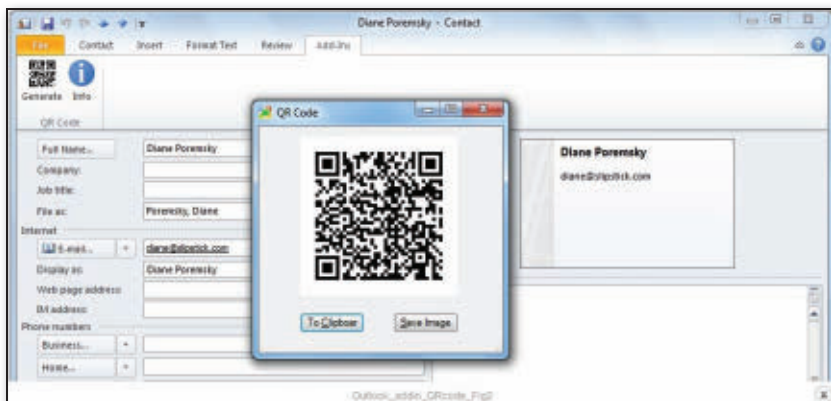 Diane Poremsky - Contact
File Contact Insert Format Text Review Add-Ins
Generate Info
QR Code
QR Code
Full Name... Diane Poremsky
Company:
Job title:
File as: Poremsky, Diane
Internet
E-mail... diane@slipstick.com
Display as: Diane Poremsky
Web page address:
IM address:
Phone numbers
Business...
Home...
To Clipboar Save Image
Diane Poremsky
diane@slipstick.com
Outlook_addin_QRcode_Fig2